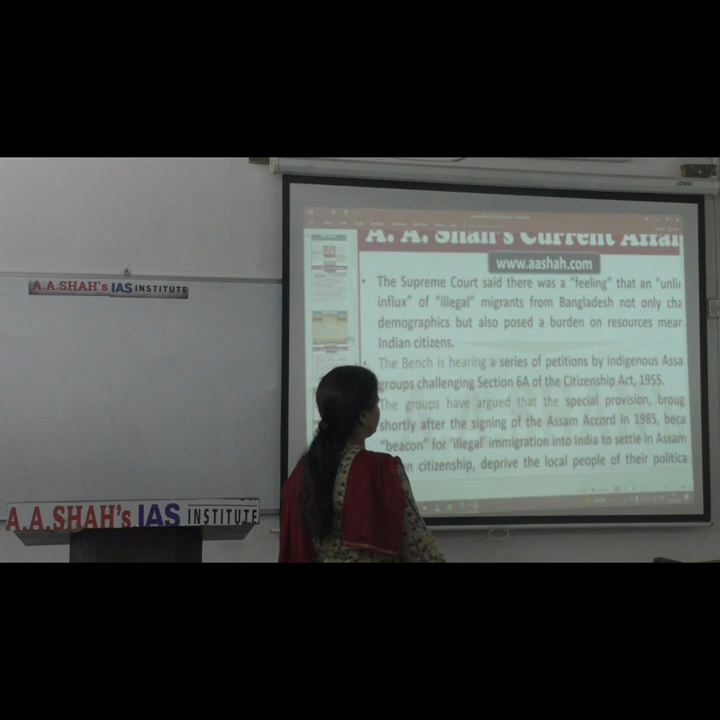 LOGIC
A. A. Shah's Current Affai
www.aashah.com
• The Supreme Court said there was a "feeling" that an "unlim
influx" of "illegal" migrants from Bangladesh not only cha
demographics but also posed a burden on resources mean
Indian citizens.
• The Bench is hearing a series of petitions by indigenous Assa
groups challenging Section 6A of the Citizenship Act, 1955.
The groups have argued that the special provision, broug
shortly after the signing of the Assam Accord in 1985, beca
"beacon" for 'illegal' immigration into India to settle in Assam
n citizenship, deprive the local people of their politica
A.A.SHAH's IAS INSTITUTE
A.A.SHAH's IAS INSTITUTE